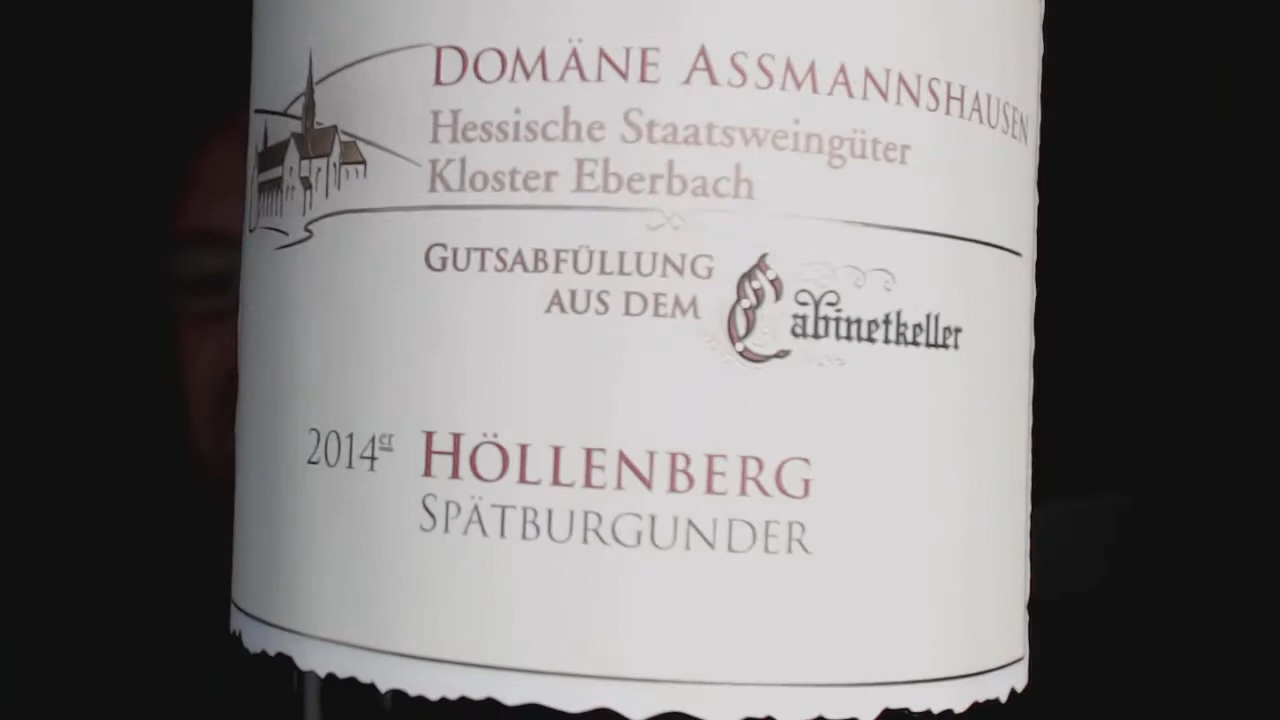 DOMÄNE ASSMANNSHAUSEN
Hessische Staatsweingüter
Kloster Eberbach
GUTSABFÜLLUNG
AUS DEM Cabinetkeller
2014er HÖLLENBERG
SPÄTBURGUNDER